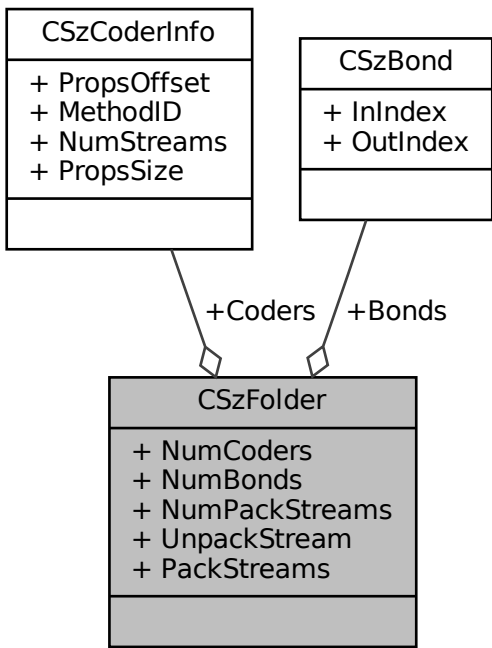 CSzCoderInfo
+ PropsOffset
+ MethodID
+ NumStreams
+ PropsSize
CSzBond
+ InIndex
+ OutIndex
+Coders
+Bonds
CSzFolder
+ NumCoders
+ NumBonds
+ NumPackStreams
+ UnpackStream
+ PackStreams